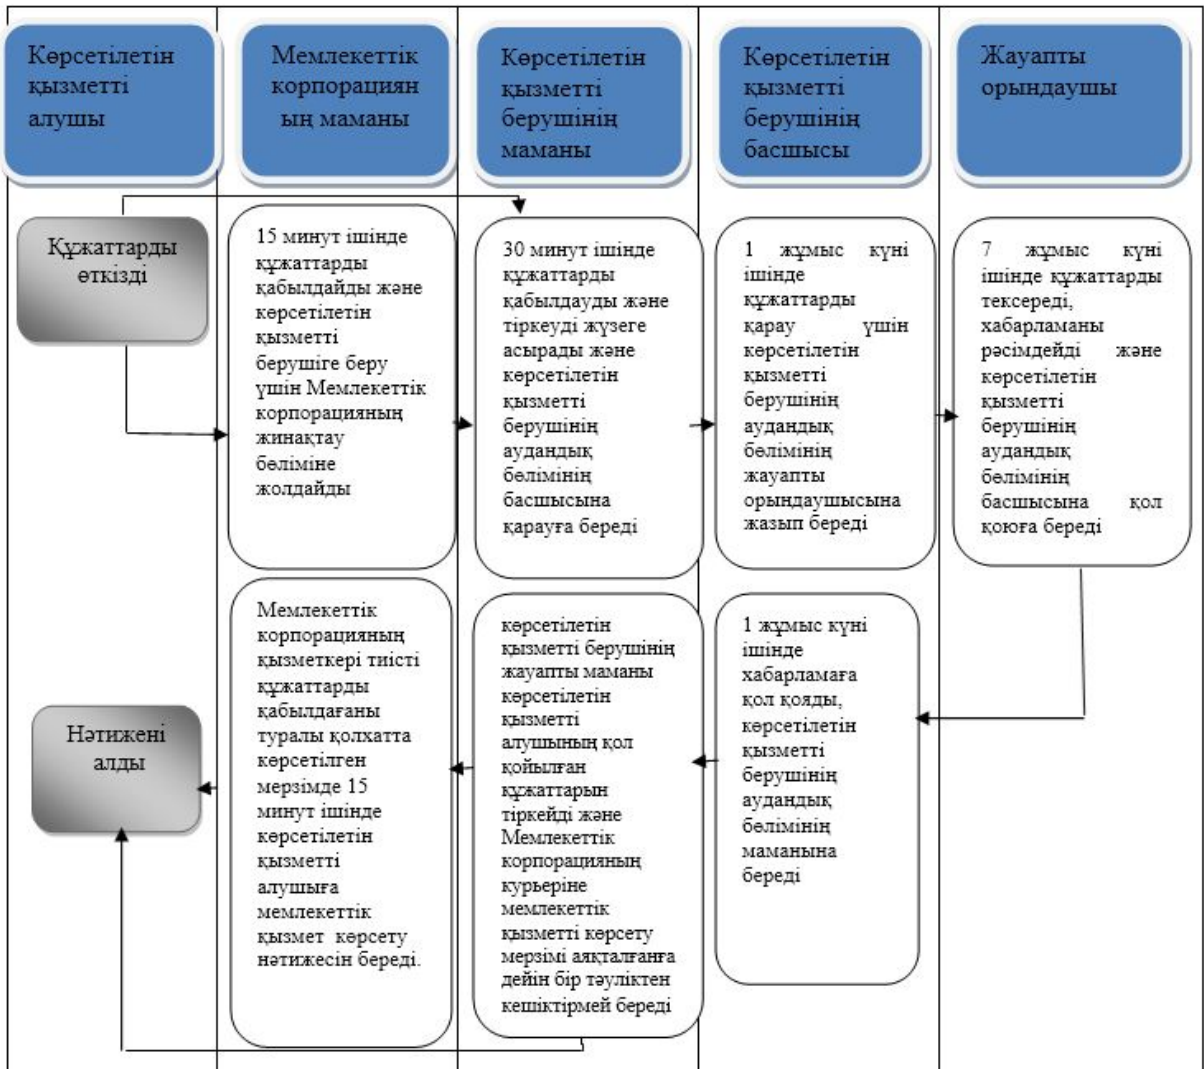 Көрсетілетін
қызметті
алушы
Мемлекеттік
корпорациян
ың маманы
Көрсетілетін
қызметті
берушінің
маманы
Көрсетілетін
қызметті
берушінің
басшысы
Жауапты
орындаушы
Құжаттарды
өткізді
15 минут ішінде
құжаттарды
қабылдайды және
көрсетілетін
қызметті
берушіге беру
үшін Мемлекеттік
корпорацияның
жинақтау
бөліміне
жолдайды
30 минут ішінде
құжаттарды
қабылдауды және
тіркеуді жүзеге
асырады және
көрсетілетін
қызметті
берушінің
аудандық
бөлімінің
басшысына
қарауға береді
1 жұмыс күні
ішінде
құжаттарды
қарау үшін
көрсетілетін
қызметті
берушінің
аудандық
бөлімінің
жауапты
орындаушысына
жазып береді
7 жұмыс күні
ішінде құжаттарды
тексереді,
хабарламаны
рәсімдейді және
көрсетілетін
қызметті
берушінің
аудандық
бөлімінің
басшысына қол
қоюға береді
Нәтижені
алды
Мемлекеттік
корпорацияның
қызметкері тиісті
құжаттарды
қабылдағаны
туралы қолхатта
көрсетілген
мерзімде 15
минут ішінде
көрсетілетін
қызметті
алушыға
мемлекеттік
қызмет көрсету
нәтижесін береді.
көрсетілетін
қызметті берушінің
жауапты маманы
көрсетілетін
қызметті
алушының қол
қойылған
құжаттарын
тіркейді және
Мемлекеттік
корпорацияның
курьеріне
мемлекеттік
қызметті көрсету
мерзімі аяқталғанға
дейін бір тәуліктен
кешіктірмей береді
1 жұмыс күні
ішінде
хабарламаға
қол қояды,
көрсетілетін
қызметті
берушінің
аудандық
бөлімінің
маманына
береді